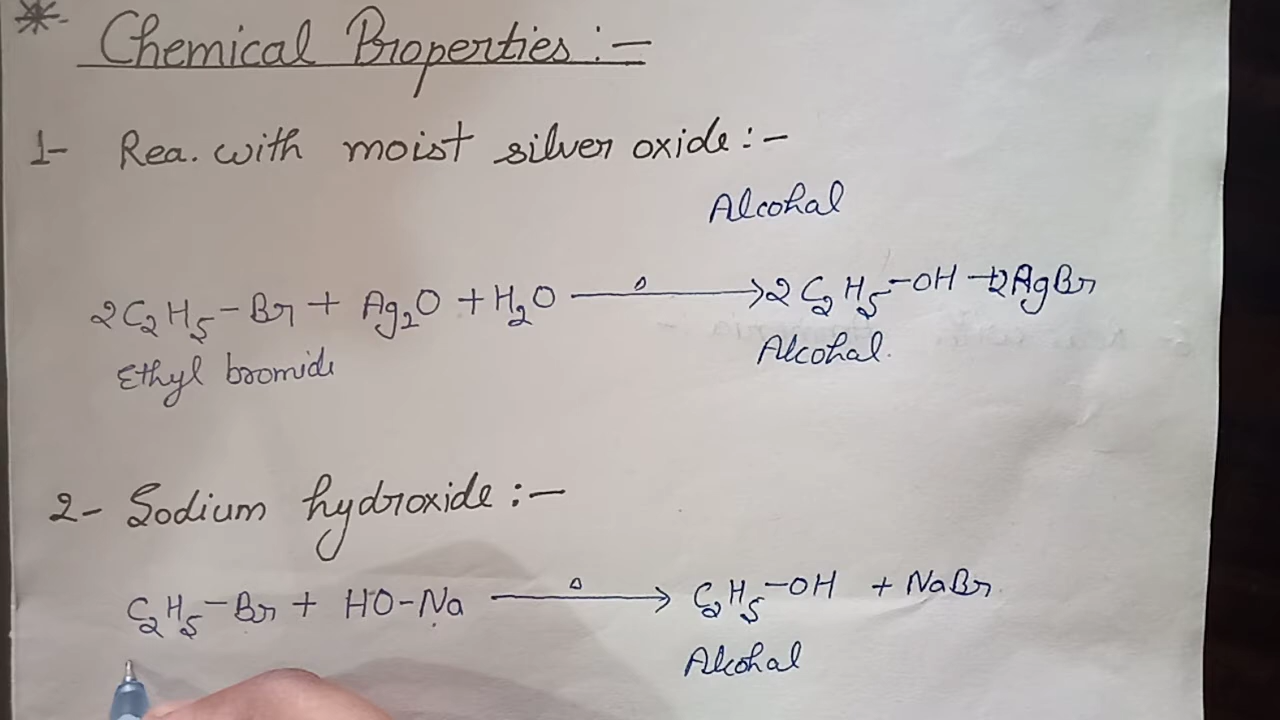 * Chemical Properties :-
1- Rea. with moist silver oxide :-
Alcohal
2C₂H₅-Br + Ag₂O + H₂O —Δ→ 2C₂H₅-OH + 2AgBr
Ethyl bromide Alcohal.
2- Sodium hydroxide :-
C₂H₅-Br + HO-Na —Δ→ C₂H₅-OH + NaBr
Alcohal